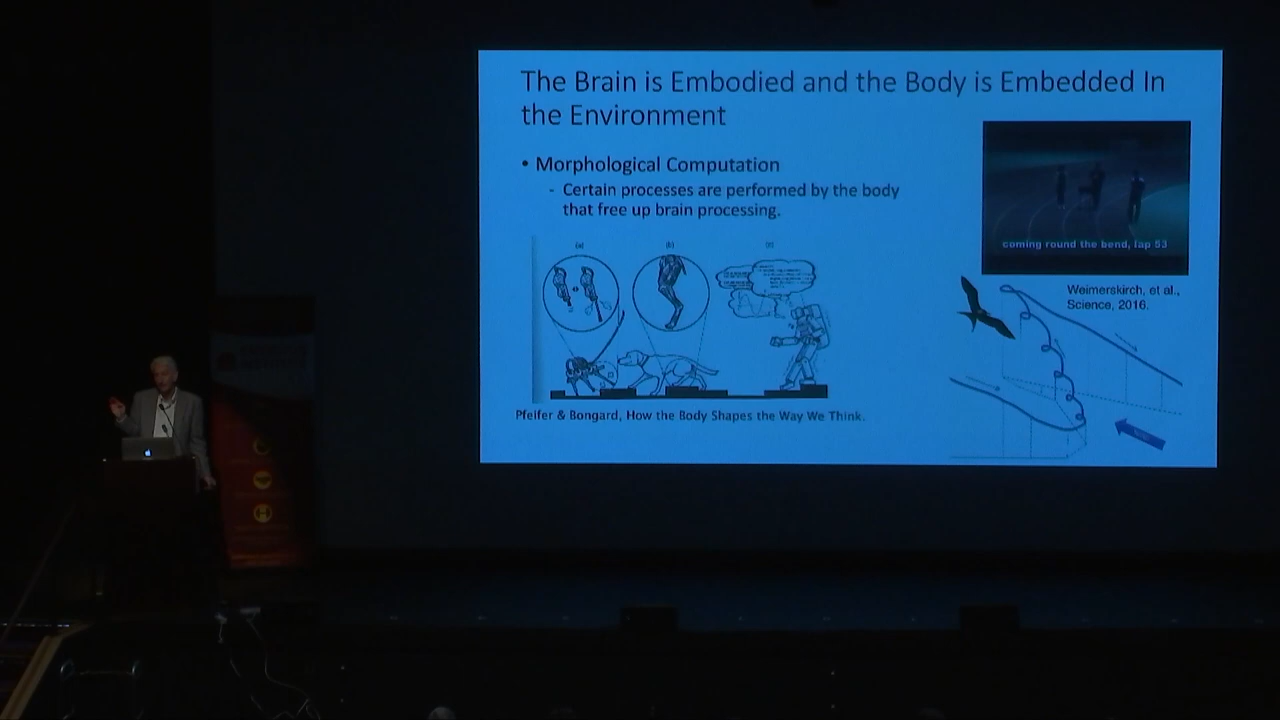 The Brain is Embodied and the Body is Embedded In
the Environment
• Morphological Computation
- Certain processes are performed by the body
that free up brain processing.
coming round the bend, lap 53
(a) (b)
Weimerskirch, et al.,
Science, 2016.
Pfeifer & Bongard, How the Body Shapes the Way We Think.